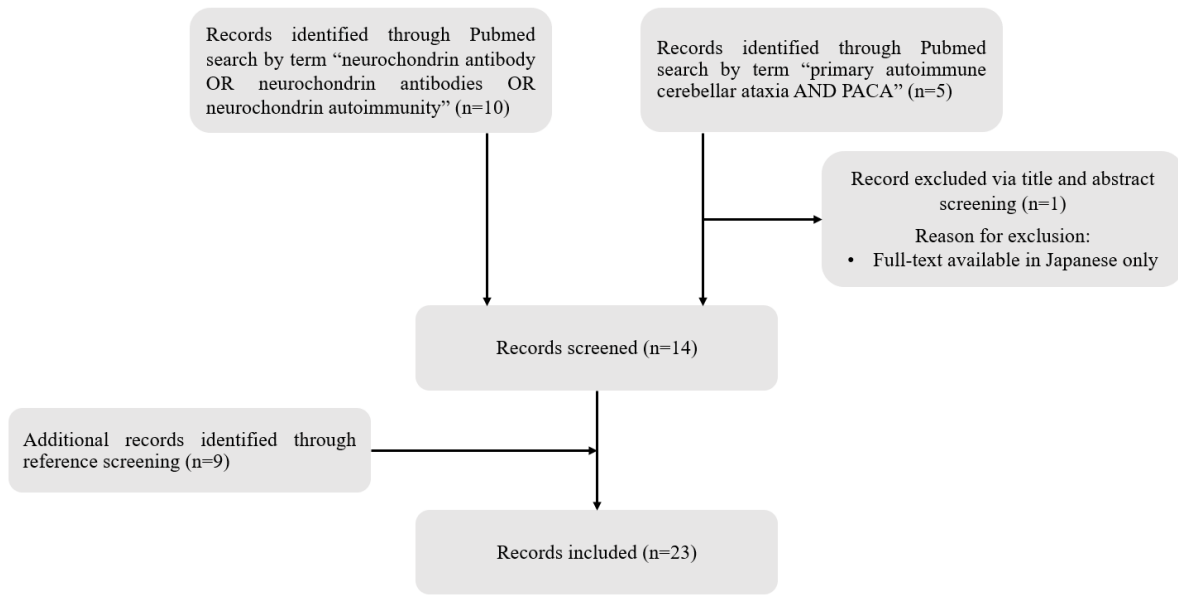 Records identified through Pubmed
search by term “neurochondrin antibody
OR neurochondrin antibodies OR
neurochondrin autoimmunity” (n=10)
Records identified through Pubmed
search by term “primary autoimmune
cerebellar ataxia AND PACA” (n=5)
Record excluded via title and abstract
screening (n=1)
Reason for exclusion:
• Full-text available in Japanese only
Records screened (n=14)
Additional records identified through
reference screening (n=9)
Records included (n=23)